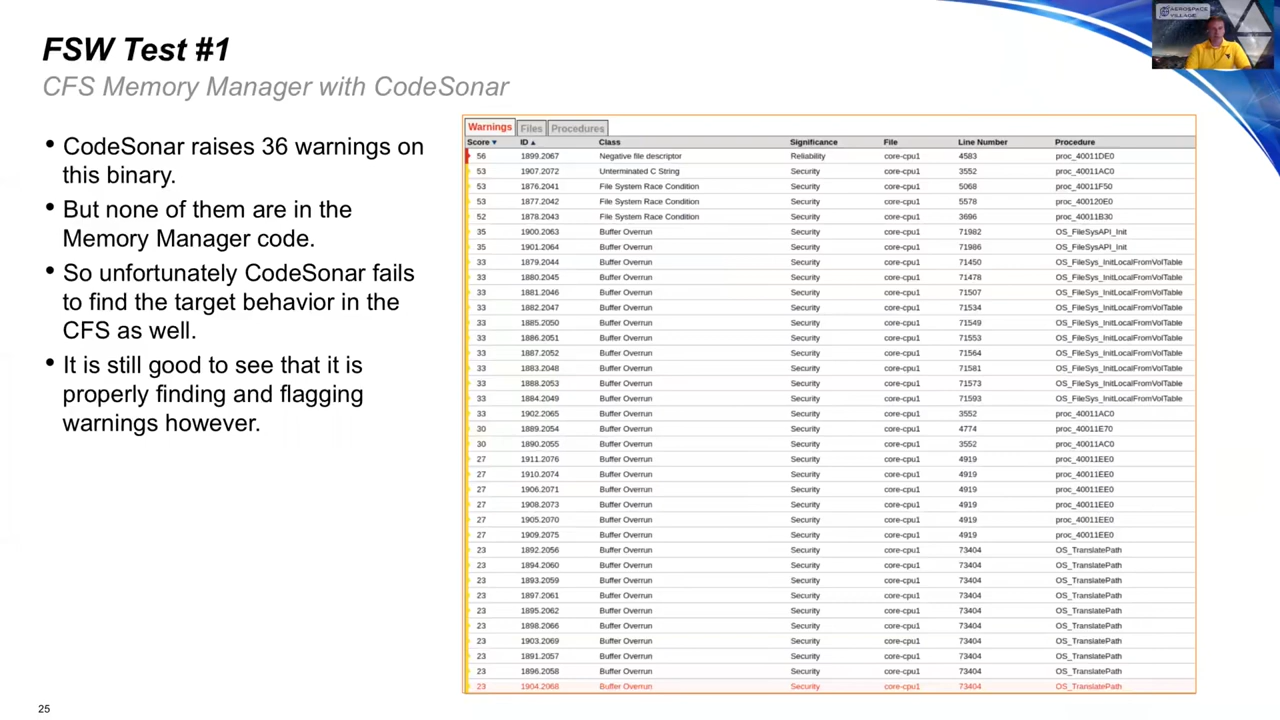 AEROSPACE
VILLAGE
FSW Test #1
CFS Memory Manager with CodeSonar
• CodeSonar raises 36 warnings on
this binary.
• But none of them are in the
Memory Manager code.
• So unfortunately CodeSonar fails
to find the target behavior in the
CFS as well.
• It is still good to see that it is
properly finding and flagging
warnings however.
Warnings Files Procedures
Score ▼ ID ▲ Class Significance File Line Number Procedure
56 1899.2067 Negative file descriptor Reliability core-cpu1 4583 proc_40011DE0
53 1907.2072 Unterminated C String Security core-cpu1 3552 proc_40011AC0
53 1876.2041 File System Race Condition Security core-cpu1 5068 proc_40011F50
53 1877.2042 File System Race Condition Security core-cpu1 5578 proc_400120E0
52 1878.2043 File System Race Condition Security core-cpu1 3696 proc_40011B30
35 1900.2063 Buffer Overrun Security core-cpu1 71982 OS_FileSysAPI_Init
35 1901.2064 Buffer Overrun Security core-cpu1 71986 OS_FileSysAPI_Init
33 1879.2044 Buffer Overrun Security core-cpu1 71450 OS_FileSys_InitLocalFromVolTable
33 1880.2045 Buffer Overrun Security core-cpu1 71478 OS_FileSys_InitLocalFromVolTable
33 1881.2046 Buffer Overrun Security core-cpu1 71507 OS_FileSys_InitLocalFromVolTable
33 1882.2047 Buffer Overrun Security core-cpu1 71534 OS_FileSys_InitLocalFromVolTable
33 1885.2050 Buffer Overrun Security core-cpu1 71549 OS_FileSys_InitLocalFromVolTable
33 1886.2051 Buffer Overrun Security core-cpu1 71553 OS_FileSys_InitLocalFromVolTable
33 1887.2052 Buffer Overrun Security core-cpu1 71564 OS_FileSys_InitLocalFromVolTable
33 1883.2048 Buffer Overrun Security core-cpu1 71581 OS_FileSys_InitLocalFromVolTable
33 1888.2053 Buffer Overrun Security core-cpu1 71573 OS_FileSys_InitLocalFromVolTable
33 1884.2049 Buffer Overrun Security core-cpu1 71593 OS_FileSys_InitLocalFromVolTable
33 1902.2065 Buffer Overrun Security core-cpu1 3552 proc_40011AC0
30 1889.2054 Buffer Overrun Security core-cpu1 4774 proc_40011E70
30 1890.2055 Buffer Overrun Security core-cpu1 3552 proc_40011AC0
27 1911.2076 Buffer Overrun Security core-cpu1 4919 proc_40011EE0
27 1910.2074 Buffer Overrun Security core-cpu1 4919 proc_40011EE0
27 1906.2071 Buffer Overrun Security core-cpu1 4919 proc_40011EE0
27 1908.2073 Buffer Overrun Security core-cpu1 4919 proc_40011EE0
27 1905.2070 Buffer Overrun Security core-cpu1 4919 proc_40011EE0
27 1909.2075 Buffer Overrun Security core-cpu1 4919 proc_40011EE0
23 1892.2056 Buffer Overrun Security core-cpu1 73404 OS_TranslatePath
23 1894.2060 Buffer Overrun Security core-cpu1 73404 OS_TranslatePath
23 1893.2059 Buffer Overrun Security core-cpu1 73404 OS_TranslatePath
23 1897.2061 Buffer Overrun Security core-cpu1 73404 OS_TranslatePath
23 1895.2062 Buffer Overrun Security core-cpu1 73404 OS_TranslatePath
23 1898.2066 Buffer Overrun Security core-cpu1 73404 OS_TranslatePath
23 1903.2069 Buffer Overrun Security core-cpu1 73404 OS_TranslatePath
23 1891.2057 Buffer Overrun Security core-cpu1 73404 OS_TranslatePath
23 1896.2058 Buffer Overrun Security core-cpu1 73404 OS_TranslatePath
23 1904.2068 Buffer Overrun Security core-cpu1 73404 OS_TranslatePath
25